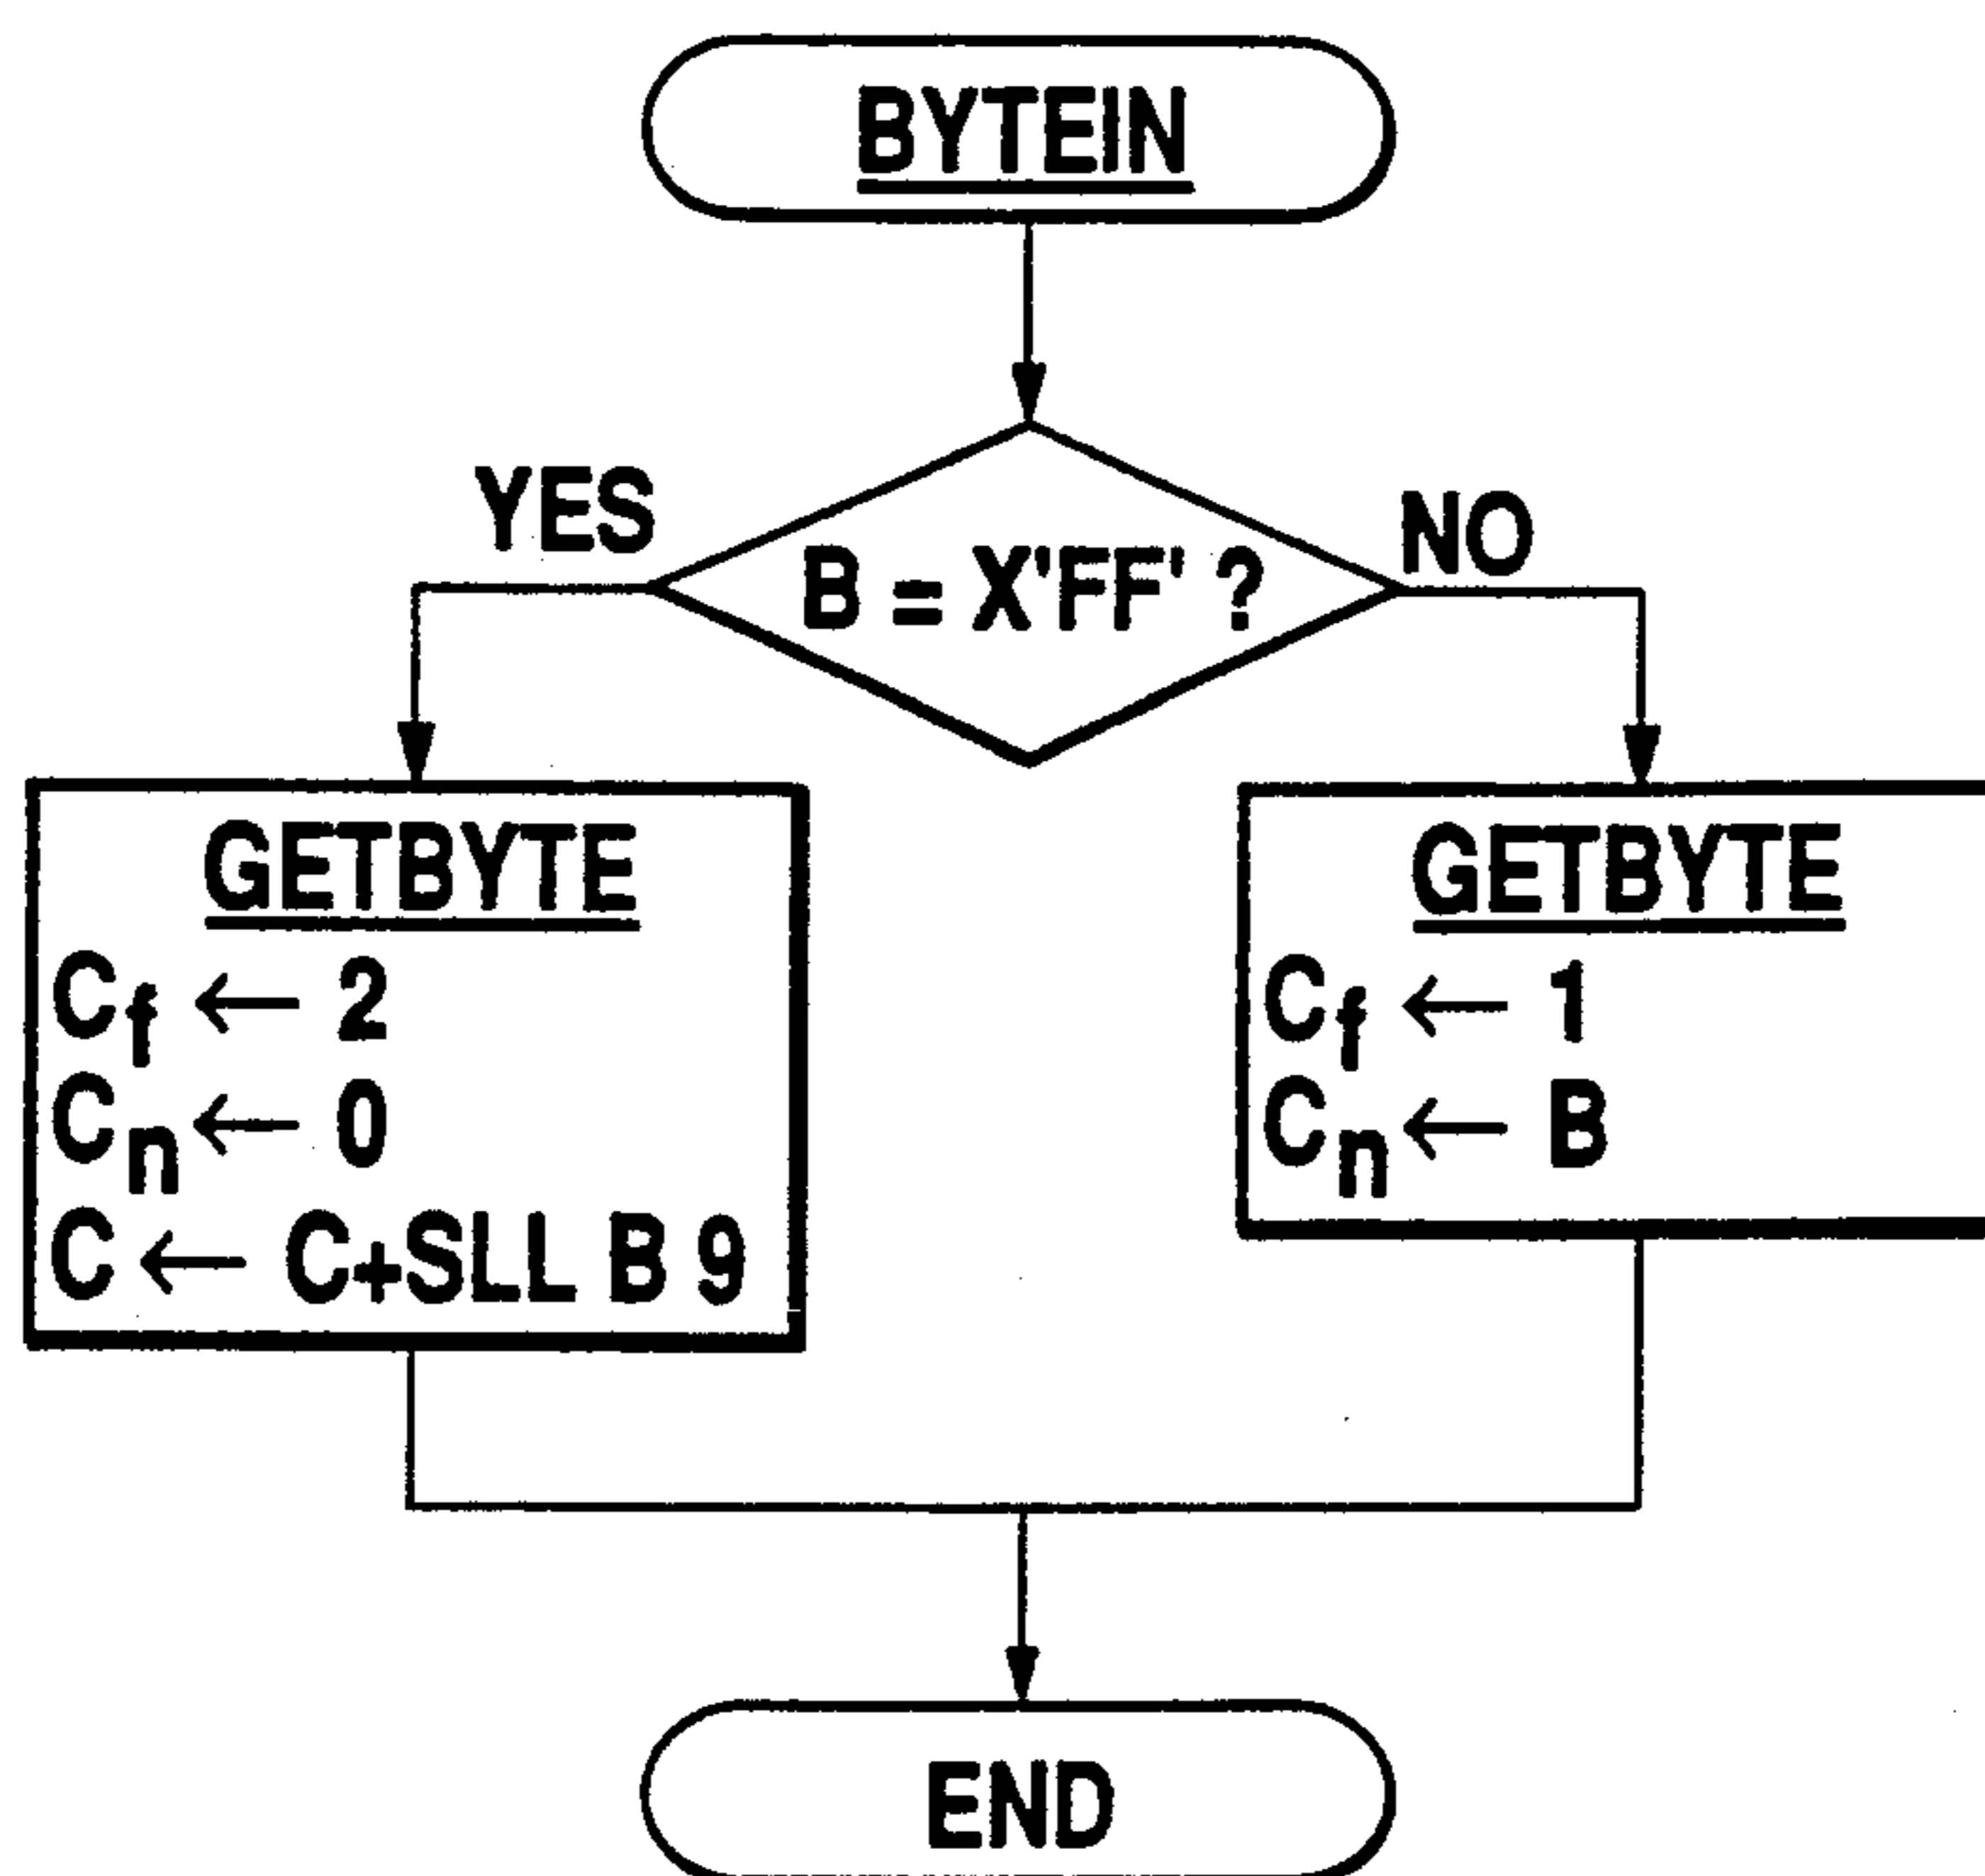 BYTEIN
YES
NO
B = X'FF' ?
GETBYTE
Cf ← 2
Cn ← 0
C ← C+SLL B 9
GETBYTE
Cf ← 1
Cn ← B
END